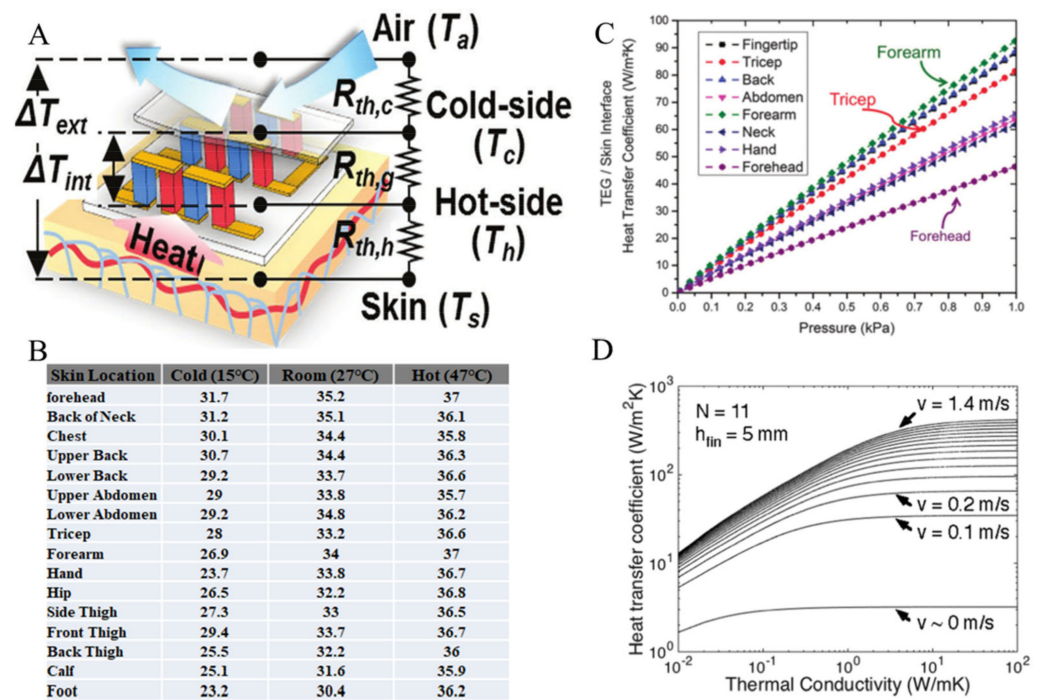 A
Air (Ta)
ΔText
Rth,c
Cold-side
(Tc)
ΔTint
Rth,g
Hot-side
(Th)
Heat
Rth,h
Skin (Ts)
B
Skin Location Cold (15°C) Room (27°C) Hot (47°C)
forehead 31.7 35.2 37
Back of Neck 31.2 35.1 36.1
Chest 30.1 34.4 35.8
Upper Back 30.7 34.4 36.3
Lower Back 29.2 33.7 36.6
Upper Abdomen 29 33.8 35.7
Lower Abdomen 29.2 34.8 36.2
Tricep 28 33.2 36.6
Forearm 26.9 34 37
Hand 23.7 33.8 36.7
Hip 26.5 32.2 36.8
Side Thigh 27.3 33 36.5
Front Thigh 29.4 33.7 36.7
Back Thigh 25.5 32.2 36
Calf 25.1 31.6 35.9
Foot 23.2 30.4 36.2
C
TEG / Skin Interface
Heat Transfer Coefficient (W/m²K)
100
90
80
70
60
50
40
30
20
10
0
Fingertip
Tricep
Back
Abdomen
Forearm
Neck
Hand
Forehead
Forearm
Tricep
Forehead
0.0 0.1 0.2 0.3 0.4 0.5 0.6 0.7 0.8 0.9 1.0
Pressure (kPa)
D
Heat transfer coefficient (W/m²K)
10³
10²
10¹
10⁰
N = 11
hfin = 5 mm
v = 1.4 m/s
v = 0.2 m/s
v = 0.1 m/s
v ~ 0 m/s
10⁻² 10⁻¹ 10⁰ 10¹ 10²
Thermal Conductivity (W/mK)